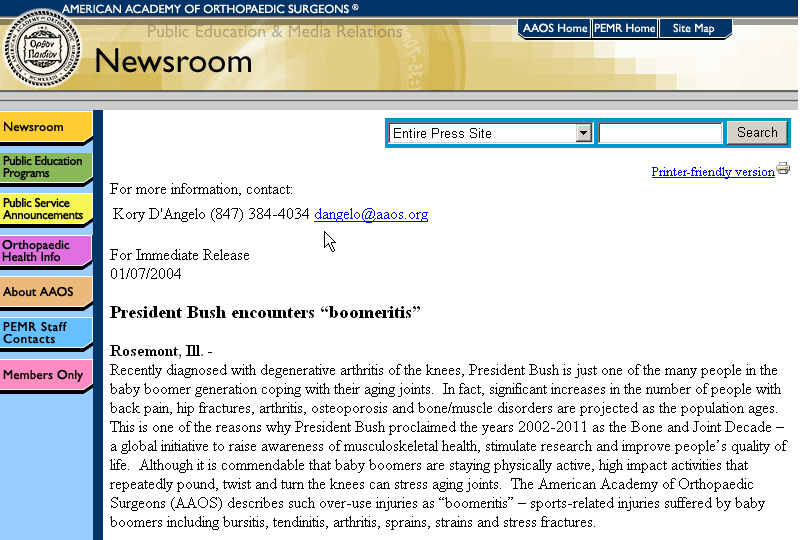 AMERICAN ACADEMY OF ORTHOPAEDIC SURGEONS ®
Public Education & Media Relations
AAOS Home PEMR Home Site Map
Newsroom
Newsroom
Public Education
Programs
Public Service
Announcements
Orthopaedic
Health Info
About AAOS
PEMR Staff
Contacts
Members Only
Entire Press Site Search
Printer-friendly version
For more information, contact:
Kory D'Angelo (847) 384-4034 dangelo@aaos.org
For Immediate Release
01/07/2004
President Bush encounters “boomeritis”
Rosemont, Ill. -
Recently diagnosed with degenerative arthritis of the knees, President Bush is just one of the many people in the
baby boomer generation coping with their aging joints. In fact, significant increases in the number of people with
back pain, hip fractures, arthritis, osteoporosis and bone/muscle disorders are projected as the population ages.
This is one of the reasons why President Bush proclaimed the years 2002-2011 as the Bone and Joint Decade –
a global initiative to raise awareness of musculoskeletal health, stimulate research and improve people’s quality of
life. Although it is commendable that baby boomers are staying physically active, high impact activities that
repeatedly pound, twist and turn the knees can stress aging joints. The American Academy of Orthopaedic
Surgeons (AAOS) describes such over-use injuries as “boomeritis” – sports-related injuries suffered by baby
boomers including bursitis, tendinitis, arthritis, sprains, strains and stress fractures.